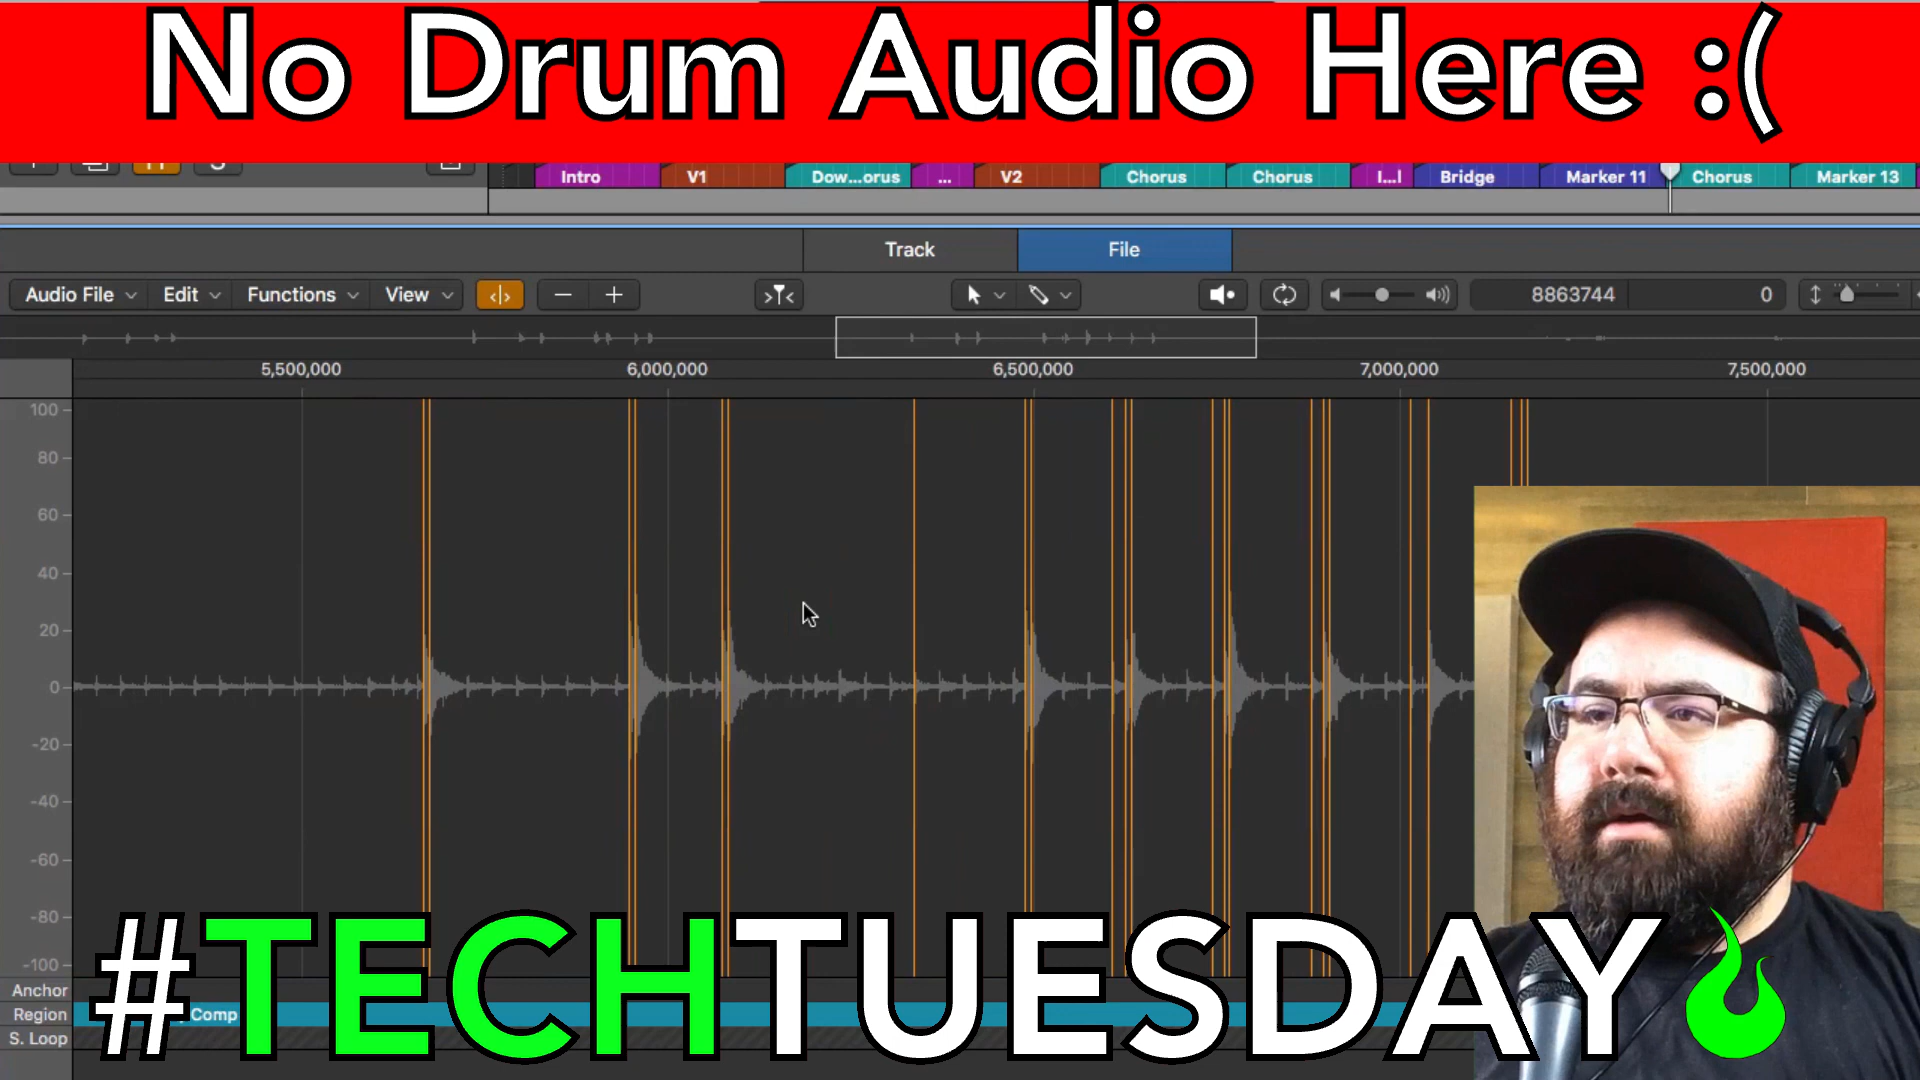 No Drum Audio Here :(
Intro V1 Dow...orus ... V2 Chorus Chorus I...l Bridge Marker 11 Chorus Marker 13
Track File
Audio File Edit Functions View 8863744 0
5,500,000 6,000,000 6,500,000 7,000,000 7,500,000
100
80
60
40
20
0
-20
-40
-60
-80
-100
Anchor
Region Comp
S. Loop
#TECHTUESDAY